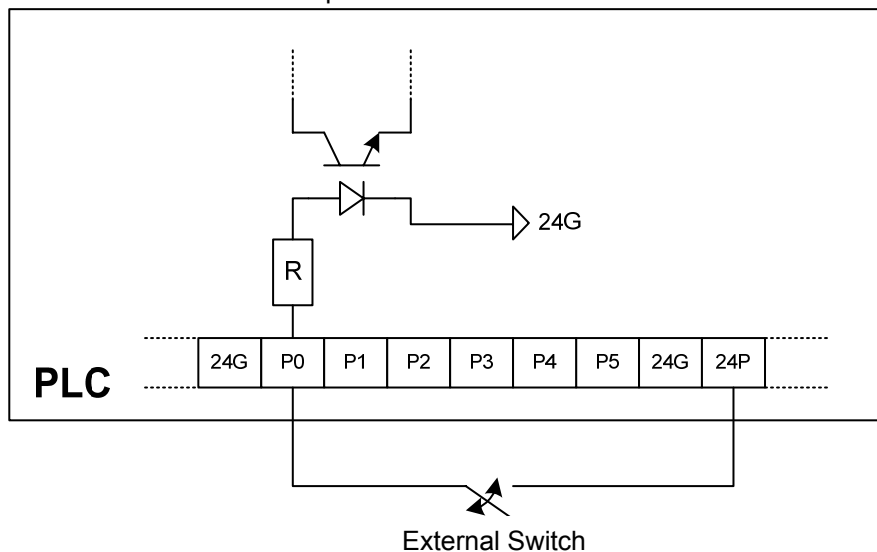 24G
R
PLC
24G P0 P1 P2 P3 P4 P5 24G 24P
External Switch